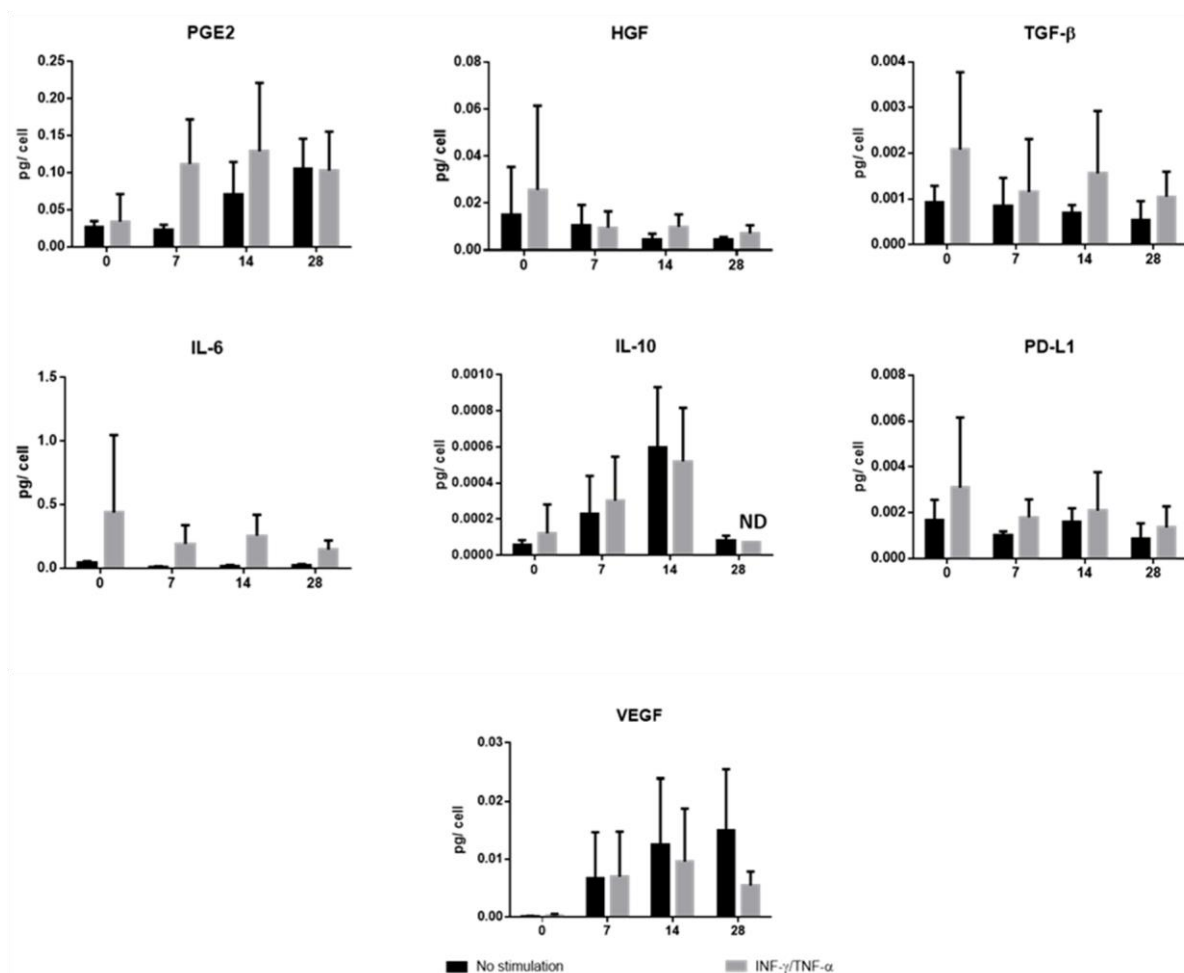 PGE2
HGF
TGF-β
0.25
0.20
0.15
0.10
0.05
0.00
pg/ cell
0 7 14 28
0.08
0.06
0.04
0.02
0.00
pg/ cell
0 7 14 28
0.004
0.003
0.002
0.001
0.000
pg/ cell
0 7 14 28
IL-6
IL-10
PD-L1
1.5
1.0
0.5
0.0
pg/ cell
0 7 14 28
0.0010
0.0008
0.0006
0.0004
0.0002
0.0000
pg/ cell
ND
0 7 14 28
0.008
0.006
0.004
0.002
0.000
pg/ cell
0 7 14 28
VEGF
0.03
0.02
0.01
0.00
pg/ cell
0 7 14 28
No stimulation
INF-γ/TNF-α